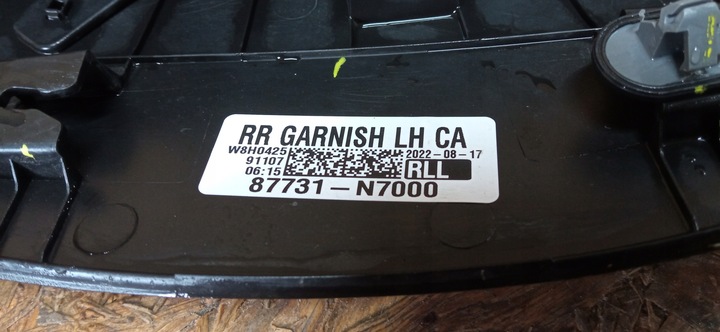 RR GARNISH LH CA
W8H0425 2022-08-17
91107 RLL
06:15
87731-N7000